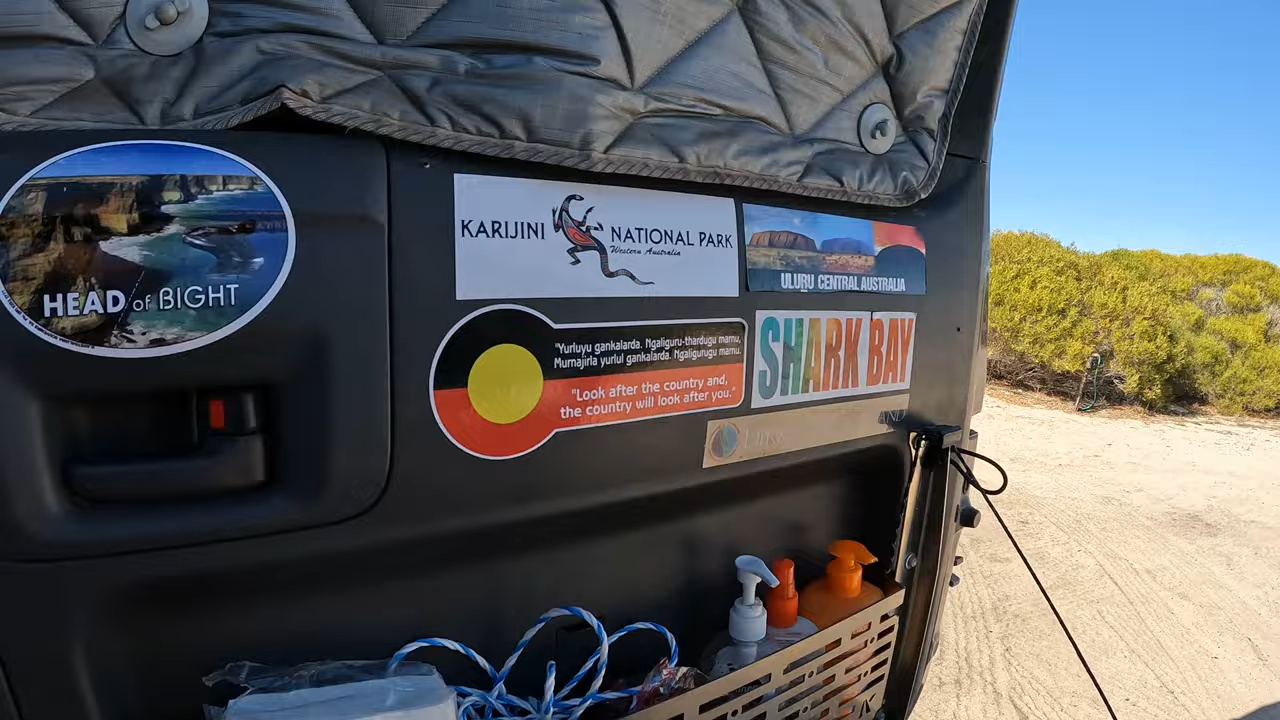 HEAD of BIGHT
KARIJINI NATIONAL PARK
Western Australia
ULURU CENTRAL AUSTRALIA
"Yurluyu gankalarda. Ngaliguru-thardugu marnu,
Murnajirla yurlul gankalarda. Ngaligurugu marnu.
"Look after the country and,
the country will look after you."
SHARK BAY